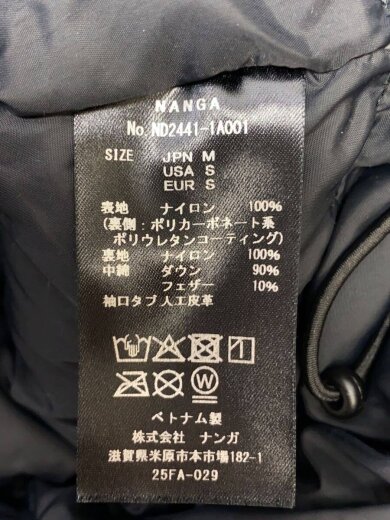 NANGA
No. ND2441-1A001
SIZE JPN M
USA S
EUR S
表地 ナイロン 100%
(裏側:ポリカーボネート系
ポリウレタンコーティング)
裏地 ナイロン 100%
中綿 ダウン 90%
フェザー 10%
袖口タブ 人工皮革
W
ベトナム製
株式会社 ナンガ
滋賀県米原市本市場182-1
25FA-029